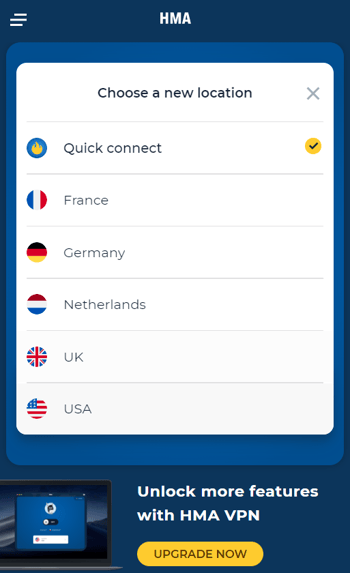 HMA
Choose a new location
Quick connect
France
Germany
Netherlands
UK
USA
Unlock more features
with HMA VPN
UPGRADE NOW